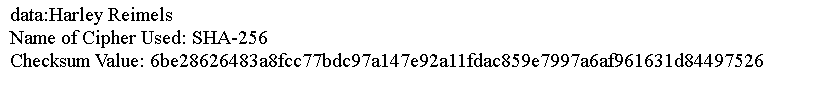 data:Harley Reimels
Name of Cipher Used: SHA-256
Checksum Value: 6be28626483a8fcc77bdc97a147e92a11fdac859e7997a6af961631d84497526